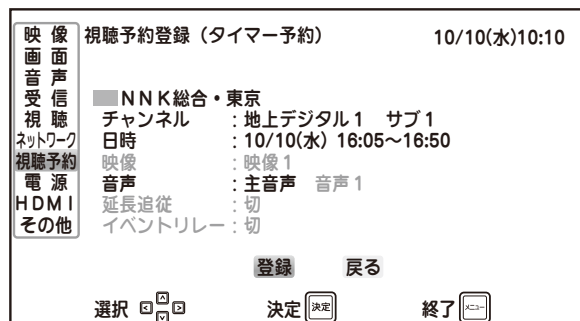 映 像
画 面
音 声
受 信
視 聴
ネットワーク
視聴予約
電 源
HDMI
その他
視聴予約登録（タイマー予約） 10/10(水)10:10
NNK総合・東京
チャンネル ：地上デジタル1 サブ1
日時 ：10/10(水) 16:05～16:50
映像 ：映像1
音声 ：主音声 音声1
延長追従 ：切
イベントリレー：切
登録 戻る
選択 決定 決定 終了 メニュー